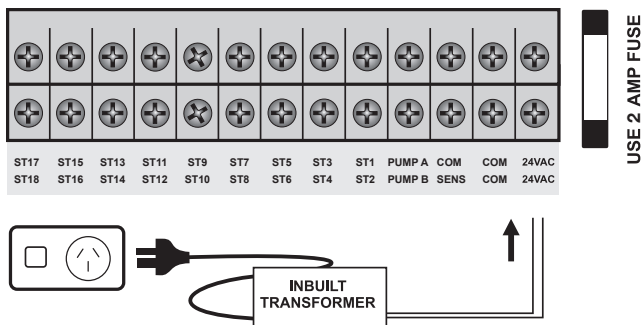 ST17 ST15 ST13 ST11 ST9 ST7 ST5 ST3 ST1 PUMP A COM COM 24VAC
ST18 ST16 ST14 ST12 ST10 ST8 ST6 ST4 ST2 PUMP B SENS COM 24VAC
USE 2 AMP FUSE
INBUILT
TRANSFORMER